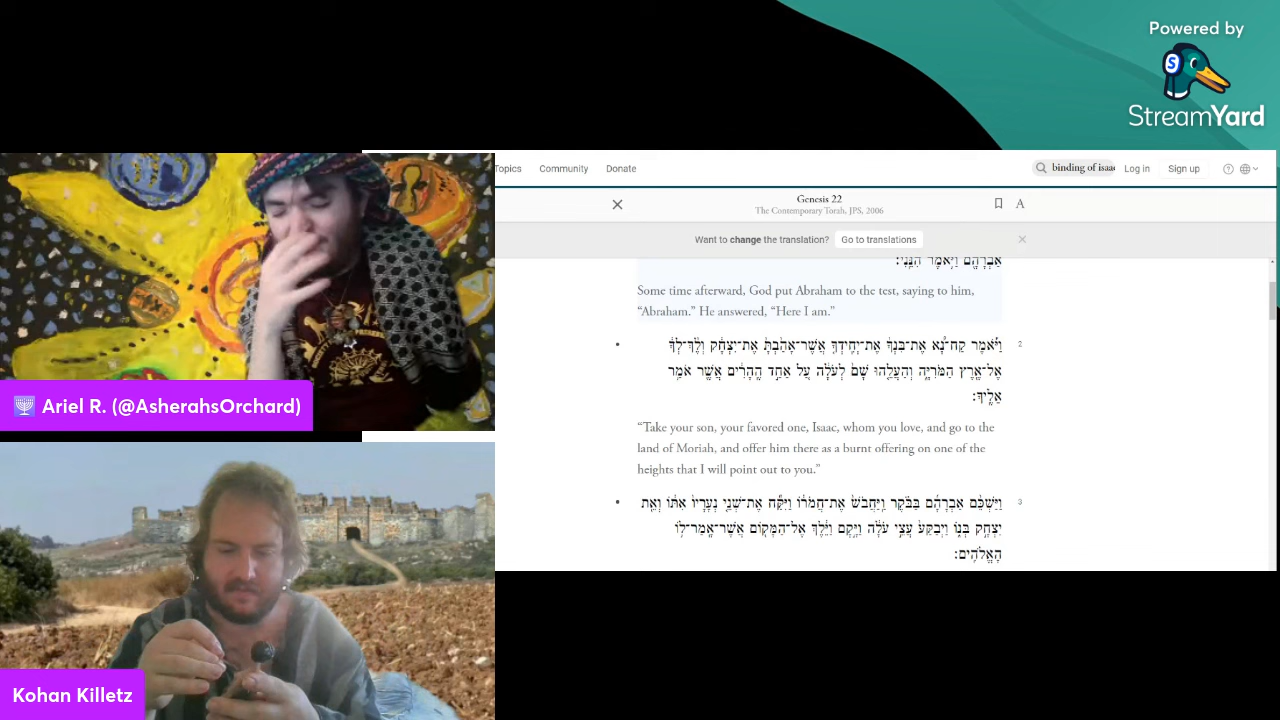 Powered by
S
StreamYard
Topics Community Donate
binding of isaa
Log in
Sign up
Genesis 22
The Contemporary Torah, JPS, 2006
A
Want to change the translation? Go to translations
אַבְרָהָ֖ם וַיֹּ֥אמֶר הִנֵּֽנִי׃
Some time afterward, God put Abraham to the test, saying to him,
“Abraham.” He answered, “Here I am.”
2
וַיֹּ֡אמֶר קַח־נָ֠א אֶת־בִּנְךָ֨ אֶת־יְחִֽידְךָ֤ אֲשֶׁר־אָהַ֙בְתָּ֙ אֶת־יִצְחָ֔ק וְלֶ֨ךְ־לְךָ֔
אֶל־אֶ֖רֶץ הַמֹּרִיָּ֑ה וְהַעֲלֵ֤הוּ שָׁם֙ לְעֹלָ֔ה עַ֚ל אַחַ֣ד הֶֽהָרִ֔ים אֲשֶׁ֖ר אֹמַ֥ר
אֵלֶֽיךָ׃
“Take your son, your favored one, Isaac, whom you love, and go to the
land of Moriah, and offer him there as a burnt offering on one of the
heights that I will point out to you.”
3
וַיַּשְׁכֵּ֨ם אַבְרָהָ֜ם בַּבֹּ֗קֶר וַֽיַּחֲבֹשׁ֙ אֶת־חֲמֹר֔וֹ וַיִּקַּ֞ח אֶת־שְׁנֵ֤י נְעָרָיו֙ אִתּ֔וֹ וְאֵ֖ת
יִצְחָ֣ק בְּנ֑וֹ וַיְבַקַּע֙ עֲצֵ֣י עֹלָ֔ה וַיָּ֣קׇם וַיֵּ֔לֶךְ אֶל־הַמָּק֖וֹם אֲשֶׁר־אָֽמַר־ל֥וֹ
הָאֱלֹהִֽים׃
Ariel R. (@AsherahsOrchard)
Kohan Killetz